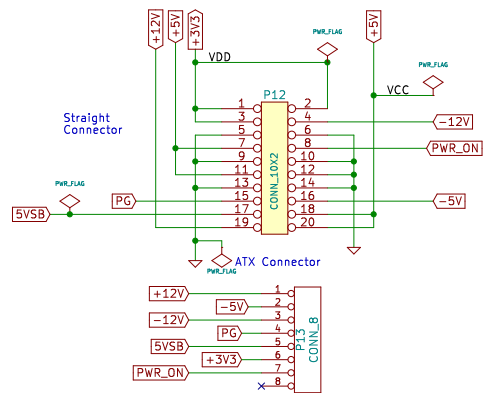 +12V
+5V
+3V3
PWR_FLAG
+5V
VDD
PWR_FLAG
VCC
P12
Straight
Connector
1
2
3
4
-12V
5
6
7
8
PWR_ON
9
10
11
12
13
14
CONN_10X2
PWR_FLAG
PG
15
16
-5V
5VSB
17
18
19
20
PWR_FLAG
ATX Connector
+12V
1
-5V
2
-12V
3
PG
4
5VSB
5
+3V3
6
PWR_ON
7
8
P13
CONN_8